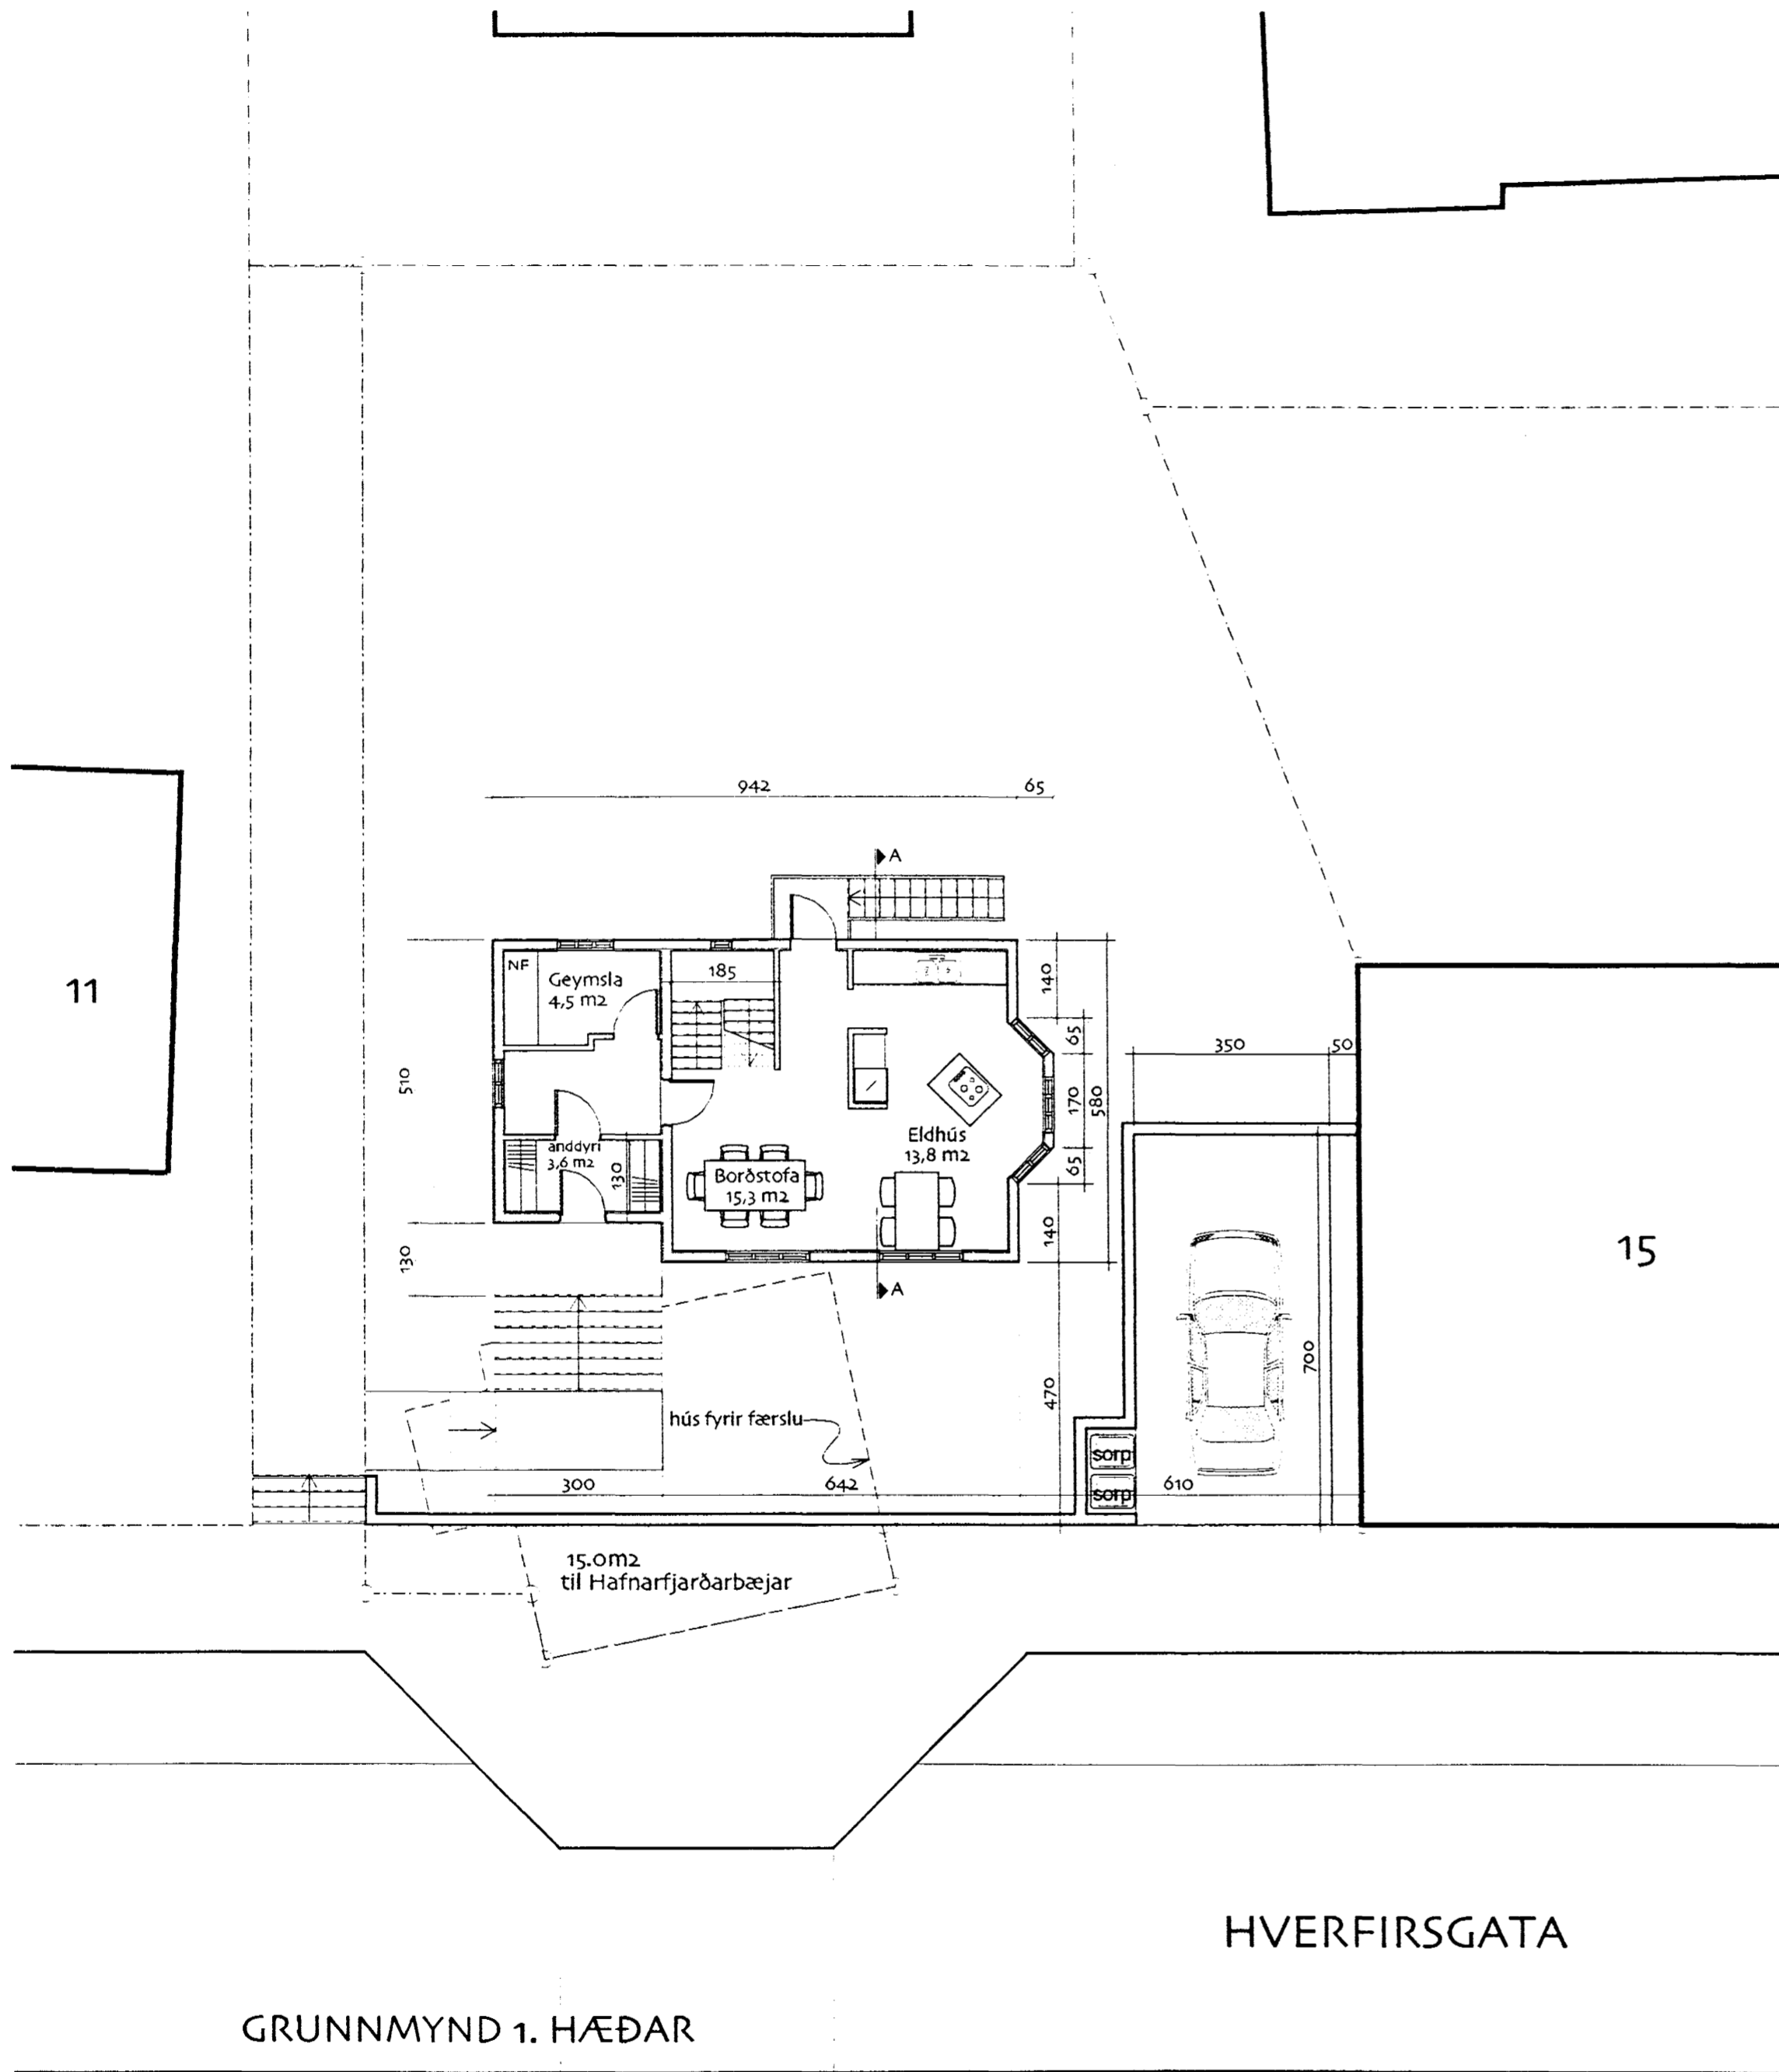 942
65
A
NF
Geymsla
4,5 m2
185
140
11
65
350
50
510
170
580
Eldhús
13,8 m2
anddyri
3,6 m2
130
Borðstofa
15,3 m2
65
140
15
130
A
700
470
hús fyrir færslu
sorp
300
642
610
sorp
15.0m2
til Hafnarfjarðarbæjar
HVERFIRSGATA
GRUNNMYND 1. HÆÐAR